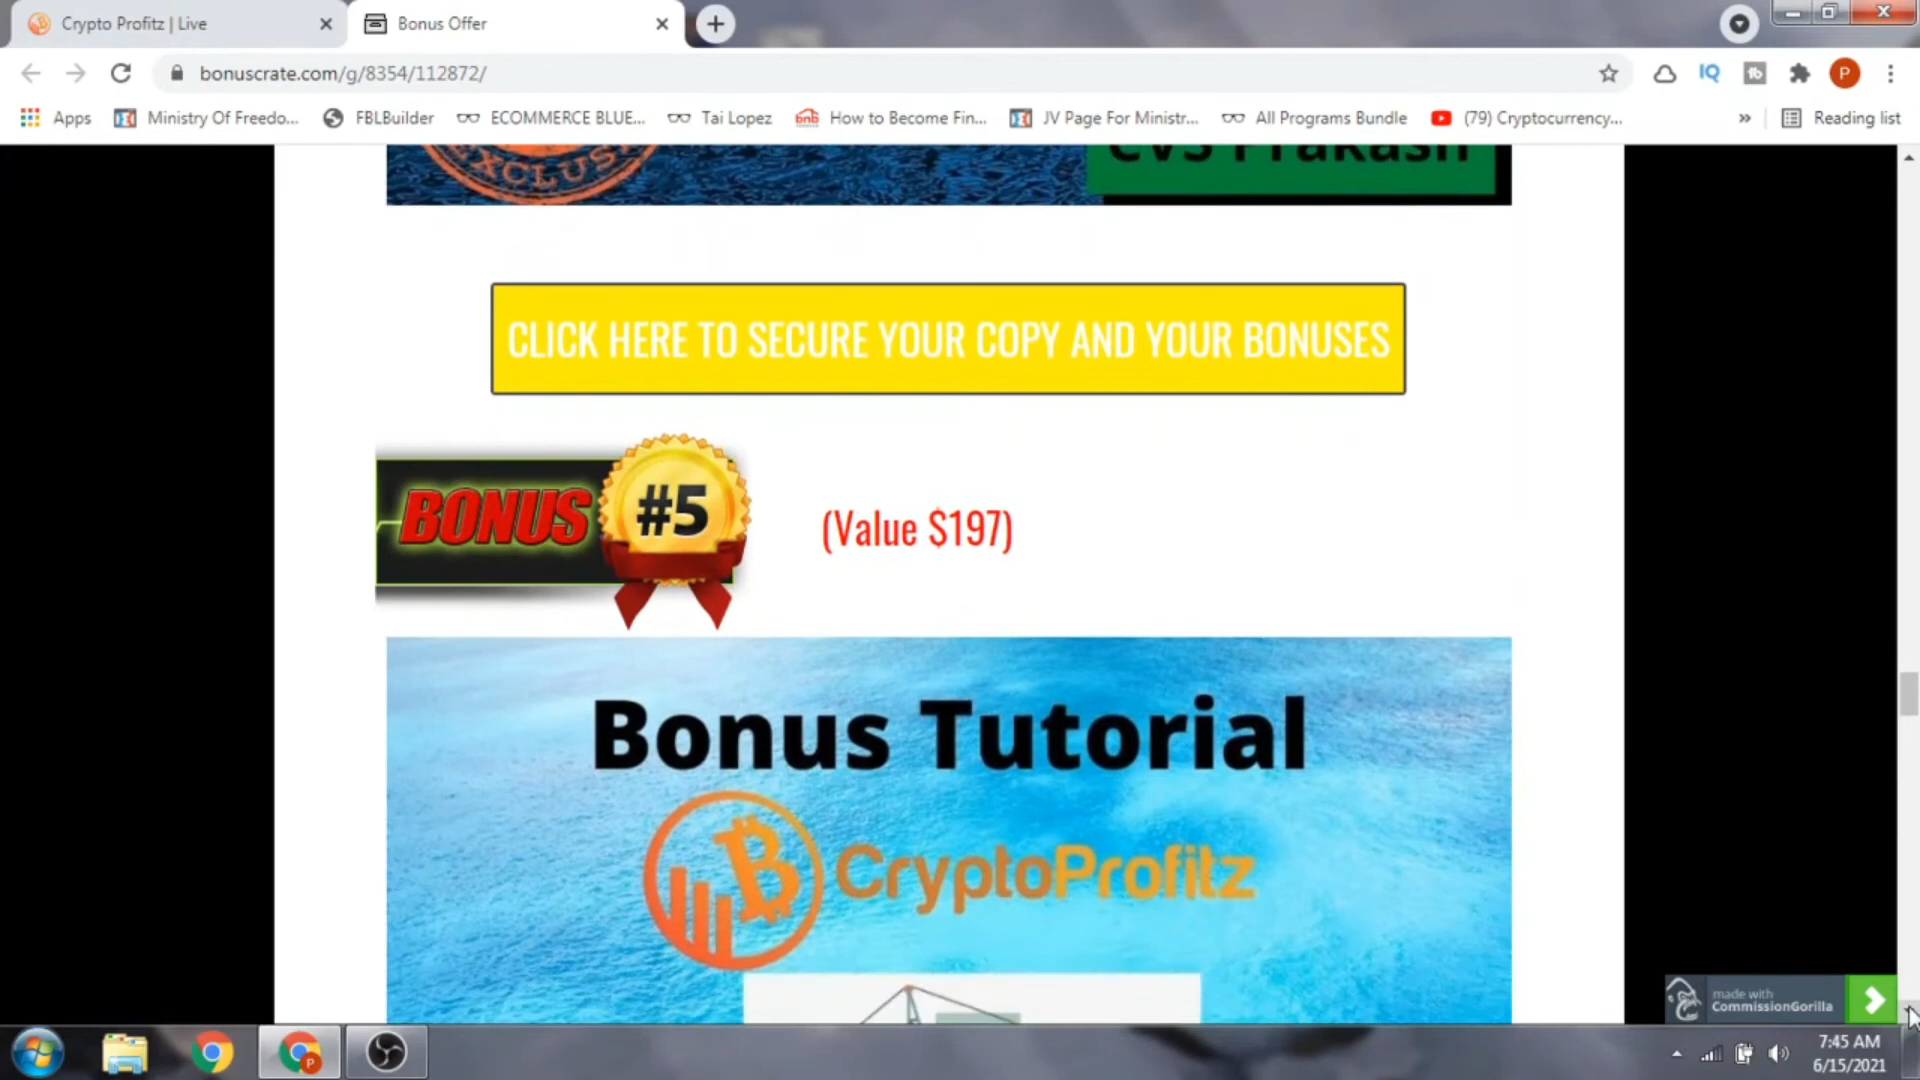 Crypto Profitz | Live
Bonus Offer
bonuscrate.com/g/8354/112872/
Apps
Ministry Of Freedo...
FBLBuilder
ECOMMERCE BLUE...
Tai Lopez
How to Become Fin...
JV Page For Ministr...
All Programs Bundle
(79) Cryptocurrency...
Reading list
EXCLUS
CVS Prakash
CLICK HERE TO SECURE YOUR COPY AND YOUR BONUSES
BONUS #5
(Value $197)
Bonus Tutorial
CryptoProfitz
made with
CommissionGorilla
7:45 AM
6/15/2021